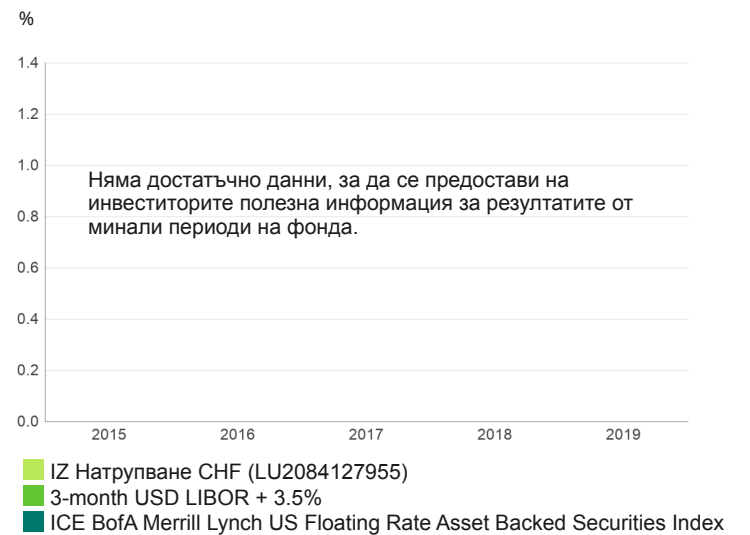 %
1.4
1.2
1.0
Няма достатъчно данни, за да се предостави на
инвеститорите полезна информация за резултатите от
минали периоди на фонда.
0.8
0.6
0.4
0.2
0.0
2015 2016 2017 2018 2019
IZ Натрупване CHF (LU2084127955)
3-month USD LIBOR + 3.5%
ICE BofA Merrill Lynch US Floating Rate Asset Backed Securities Index